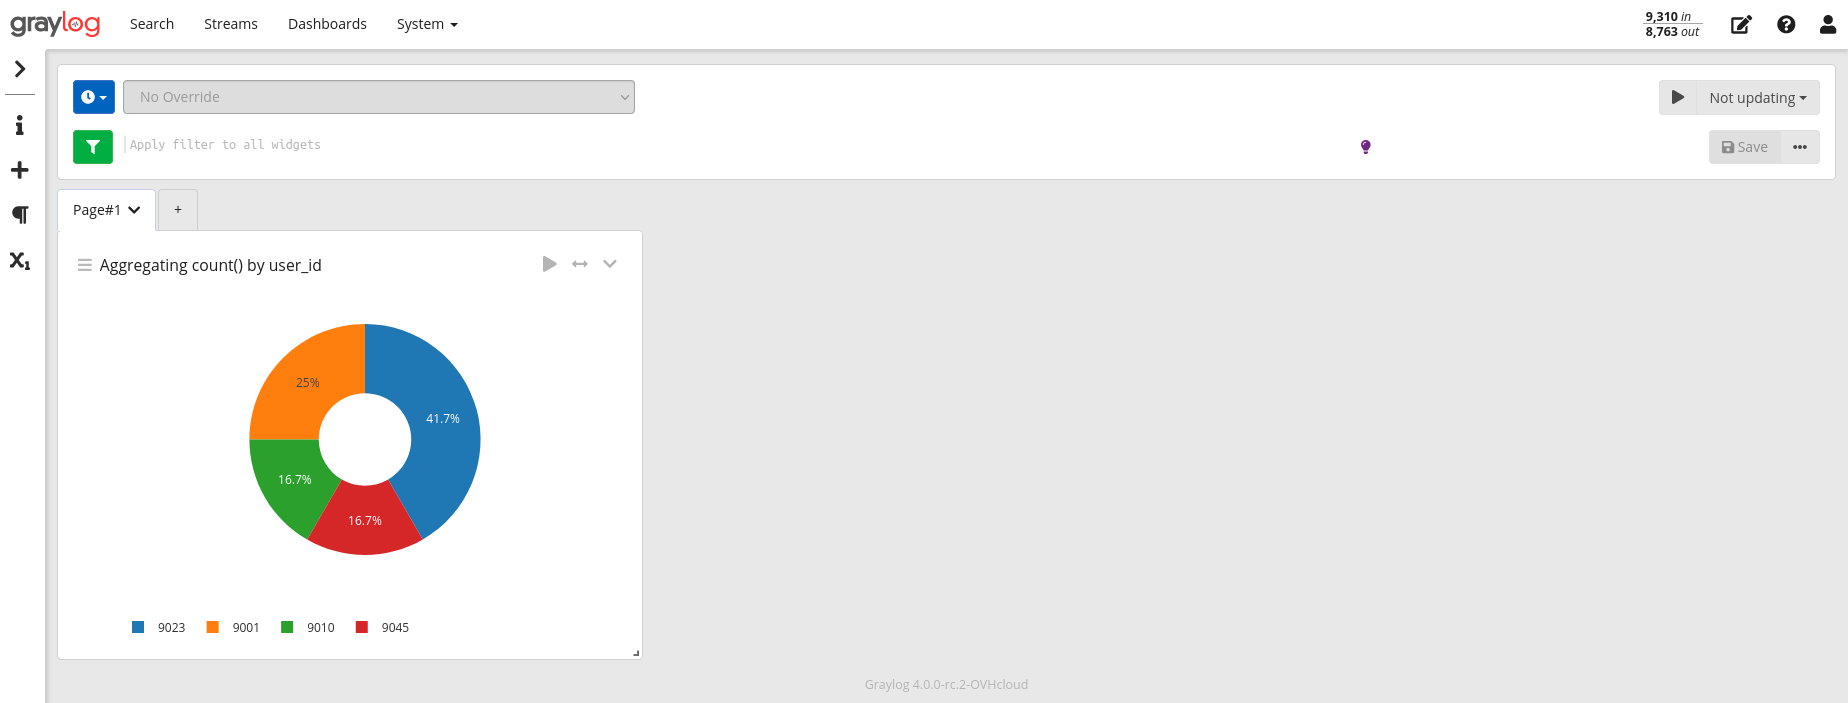 graylog
Search Streams Dashboards System
9,310 in
8,763 out
No Override
Not updating
Apply filter to all widgets
Save
Page#1 +
Aggregating count() by user_id
25%
41.7%
16.7%
16.7%
9023 9001 9010 9045
Graylog 4.0.0-rc.2-OVHcloud